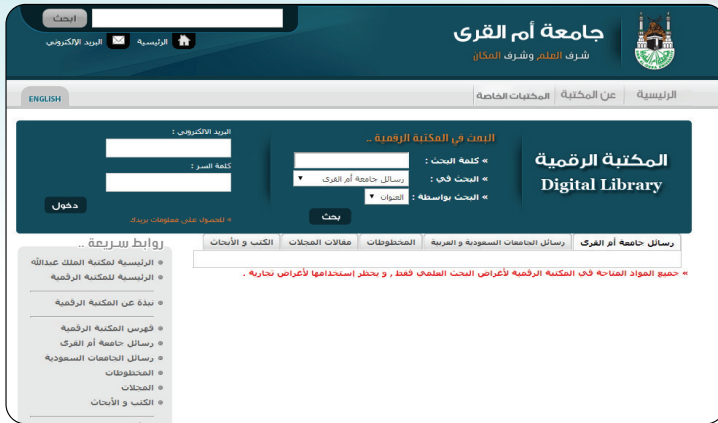 ابحث
الرئيسية
البريد الإلكتروني
جامعة أم القرى
شرف العلم, وشرف المكان
الرئيسية
عن المكتبة
المكتبات الخاصة
ENGLISH
المكتبة الرقمية
Digital Library
البحث في المكتبة الرقمية ..
» كلمة البحث :
» البحث في :
رسائل جامعة أم القرى
» البحث بواسطة :
العنوان
بحث
البريد الالكتروني :
كلمة السر :
دخول
» للحصول على معلومات بريدك
رسائل جامعة أم القرى
رسائل الجامعات السعودية و العربية
المخطوطات
مقالات المجلات
الكتب و الأبحاث
» جميع المواد المتاحة في المكتبة الرقمية لأغراض البحث العلمي فقط , و يحظر إستخدامها لأغراض تجارية .
روابط سريعة ..
الرئيسية لمكتبة الملك عبدالله
الرئيسية للمكتبة الرقمية
نبذة عن المكتبة الرقمية
فهرس المكتبة الرقمية
رسائل جامعة أم القرى
رسائل الجامعات السعودية
المخطوطات
المجلات
الكتب و الأبحاث